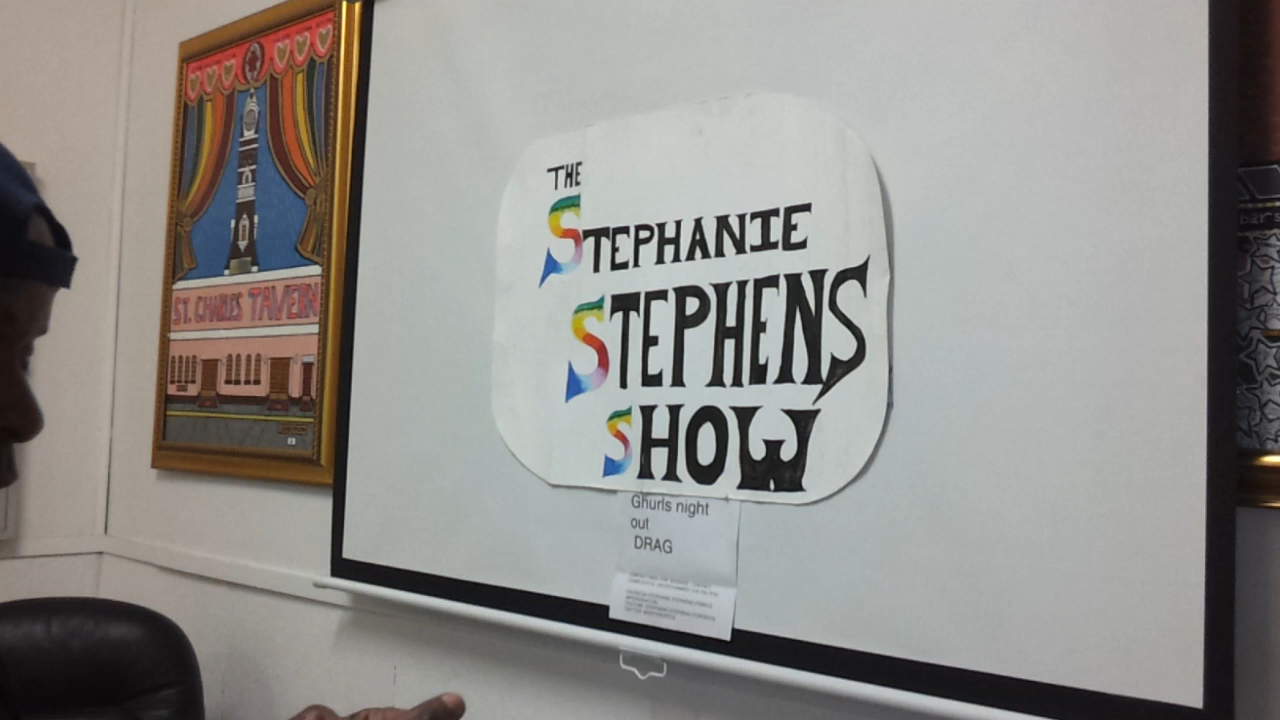 ST. CHARLES TAVERN
THE
STEPHANIE
STEPHENS
SHOW
Ghurls night
out
DRAG